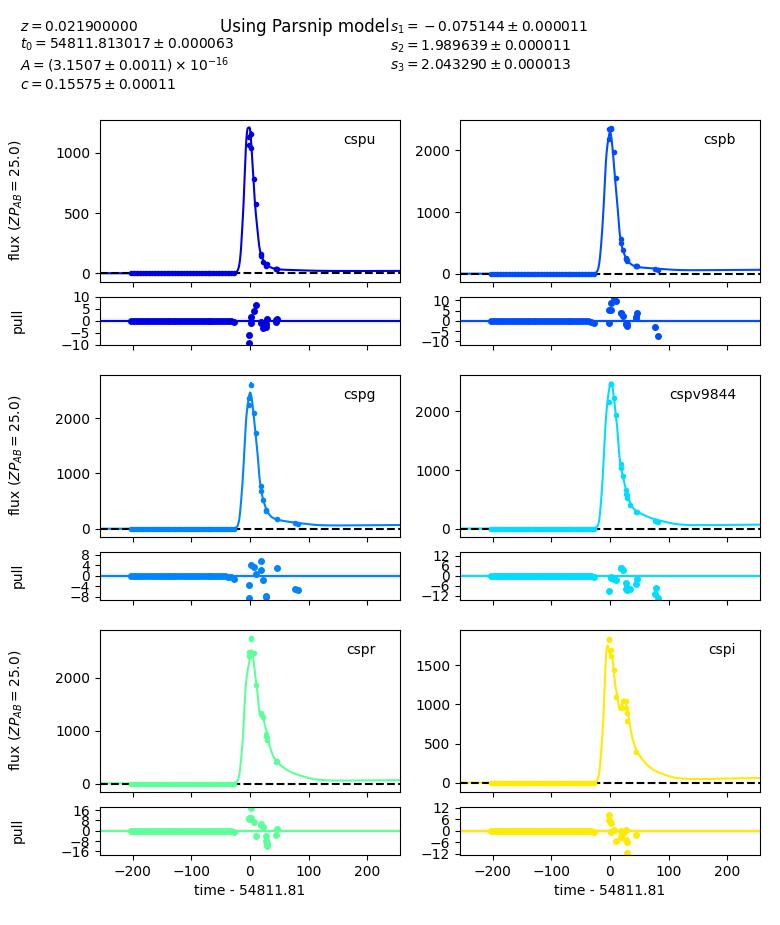 Using Parsnip model
z = 0.021900000
t₀ = 54811.813017 ± 0.000063
A = (3.1507 ± 0.0011) × 10⁻¹⁶
c = 0.15575 ± 0.00011
s₁ = −0.075144 ± 0.000011
s₂ = 1.989639 ± 0.000011
s₃ = 2.043290 ± 0.000013
flux (ZP_AB = 25.0)
1000
500
0
cspu
2000
1000
0
cspb
pull
10
5
0
−5
−10
10
5
0
−5
−10
flux (ZP_AB = 25.0)
2000
1000
0
cspg
2000
1000
0
cspv9844
pull
8
4
0
−4
−8
12
6
0
−6
−12
flux (ZP_AB = 25.0)
2000
1000
0
cspr
1500
1000
500
0
cspi
pull
16
8
0
−8
−16
12
6
0
−6
−12
−200 −100 0 100 200
−200 −100 0 100 200
time - 54811.81
time - 54811.81